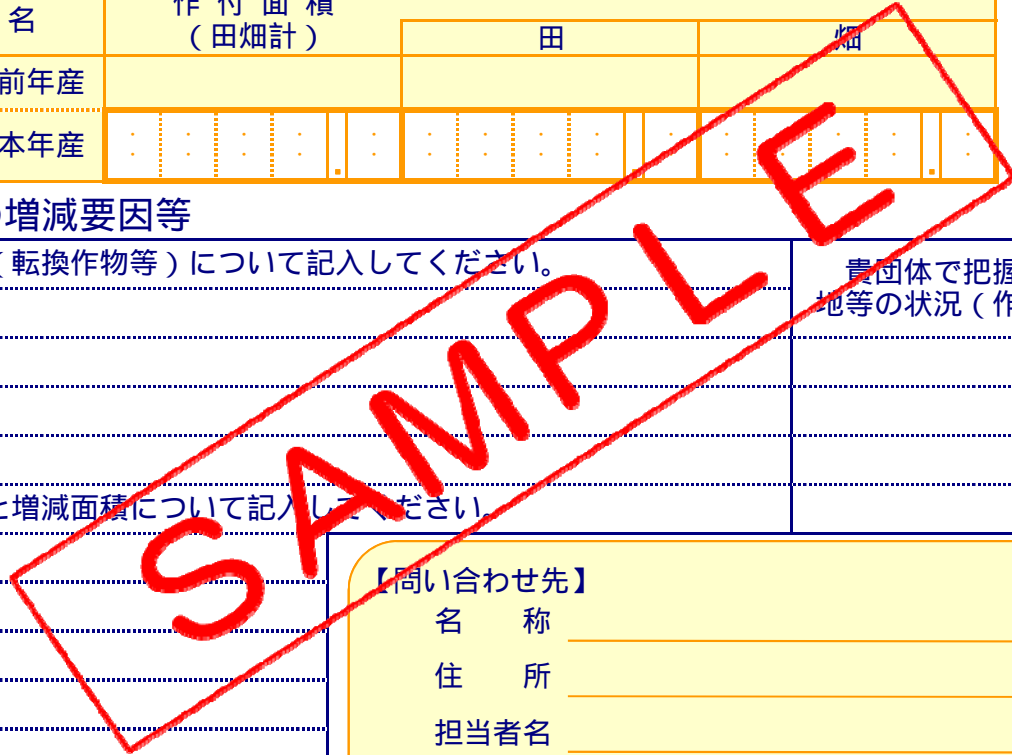 名
作付面積
(田畑計)
田
畑
前年産
本年産
増減要因等
(転換作物等)について記入してください。
貴団体で把握
地等の状況(作
と増減面積について記入してください。
【問い合わせ先】
名 称
住 所
担当者名
SAMPLE